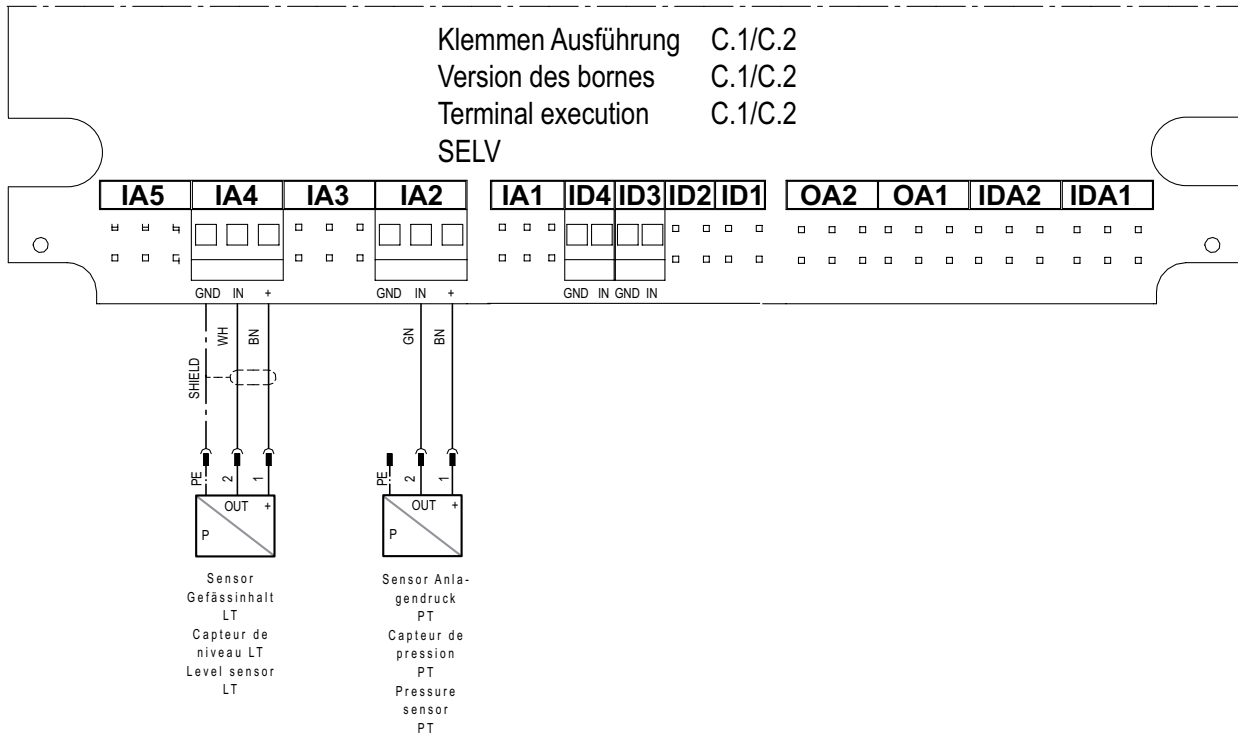 Klemmen Ausführung C.1/C.2
Version des bornes C.1/C.2
Terminal execution C.1/C.2
SELV
IA5 IA4 IA3 IA2 IA1 ID4 ID3 ID2 ID1 OA2 OA1 IDA2 IDA1
GND IN + GND IN + GND IN GND IN
SHIELD WH BN GN BN
PE 2 1 PE 2 1
OUT + OUT +
P P
Sensor
Gefässinhalt
LT
Capteur de
niveau LT
Level sensor
LT
Sensor Anla-
gendruck
PT
Capteur de
pression
PT
Pressure
sensor
PT